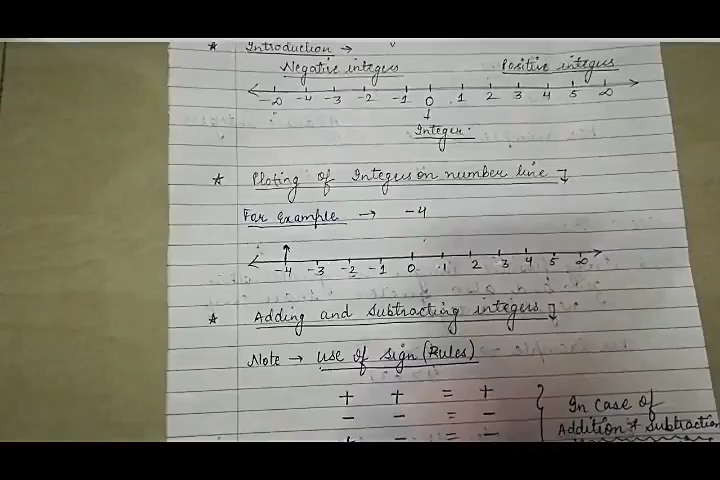 * Introduction →
Negative integers Positive integers
-∞ -4 -3 -2 -1 0 1 2 3 4 5 ∞
Integer.
* Ploting of Integers on number line ↓
For Example → -4
-4 -3 -2 -1 0 1 2 3 4 5 ∞
* Adding and Subtracting integers ↓
Note → use of sign (Rules)
+ + = +
- - = -
- = -
} In case of
Addition & Subtraction